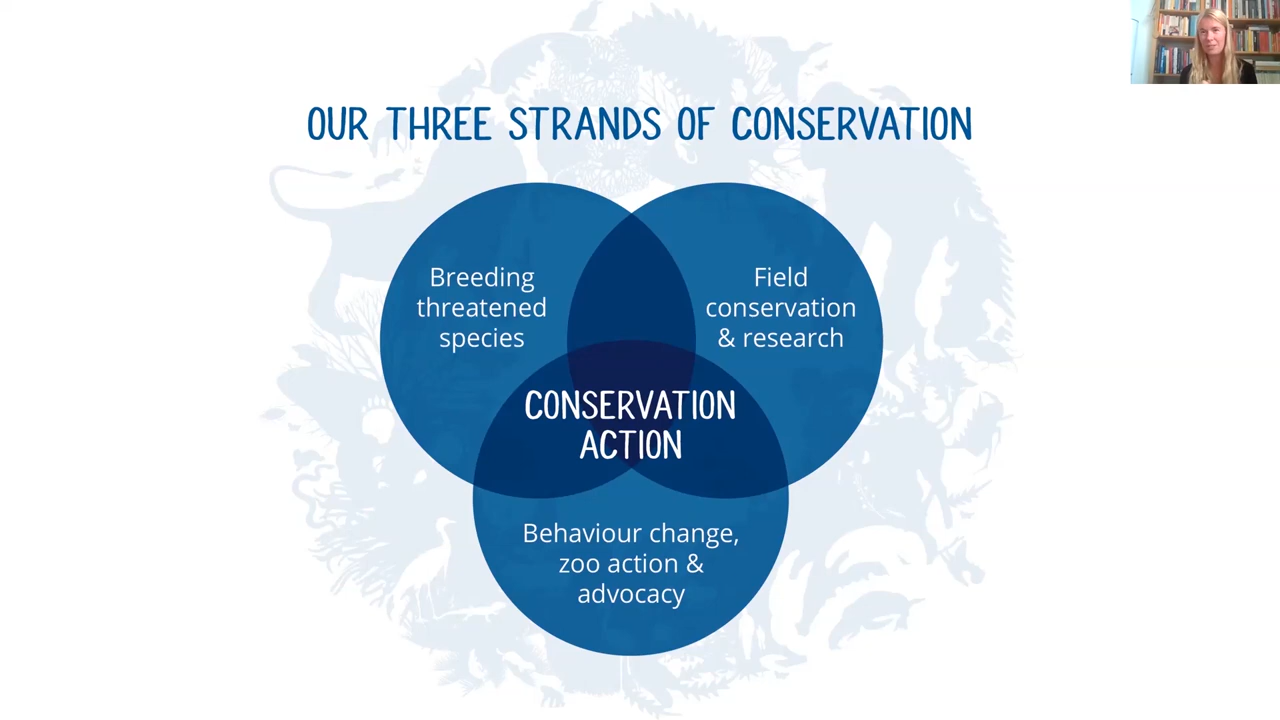 OUR THREE STRANDS OF CONSERVATION
Breeding
threatened
species
Field
conservation
& research
CONSERVATION
ACTION
Behaviour change,
zoo action &
advocacy